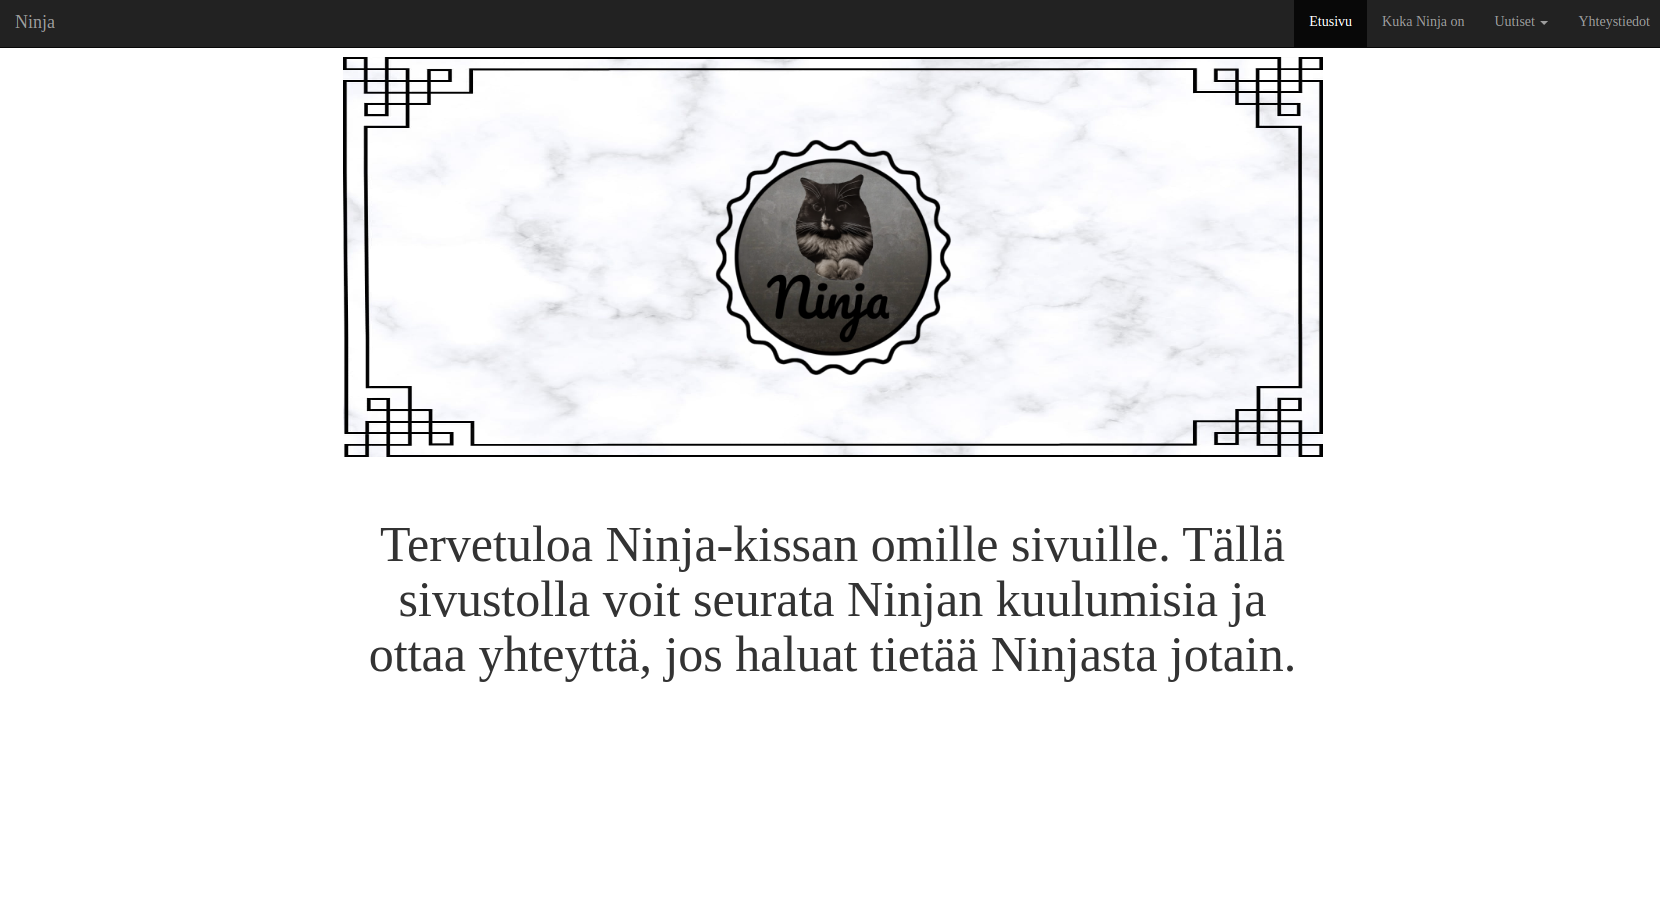 Ninja
Etusivu
Kuka Ninja on
Uutiset
Yhteystiedot
Ninja
Tervetuloa Ninja-kissan omille sivuille. Tällä
sivustolla voit seurata Ninjan kuulumisia ja
ottaa yhteyttä, jos haluat tietää Ninjasta jotain.